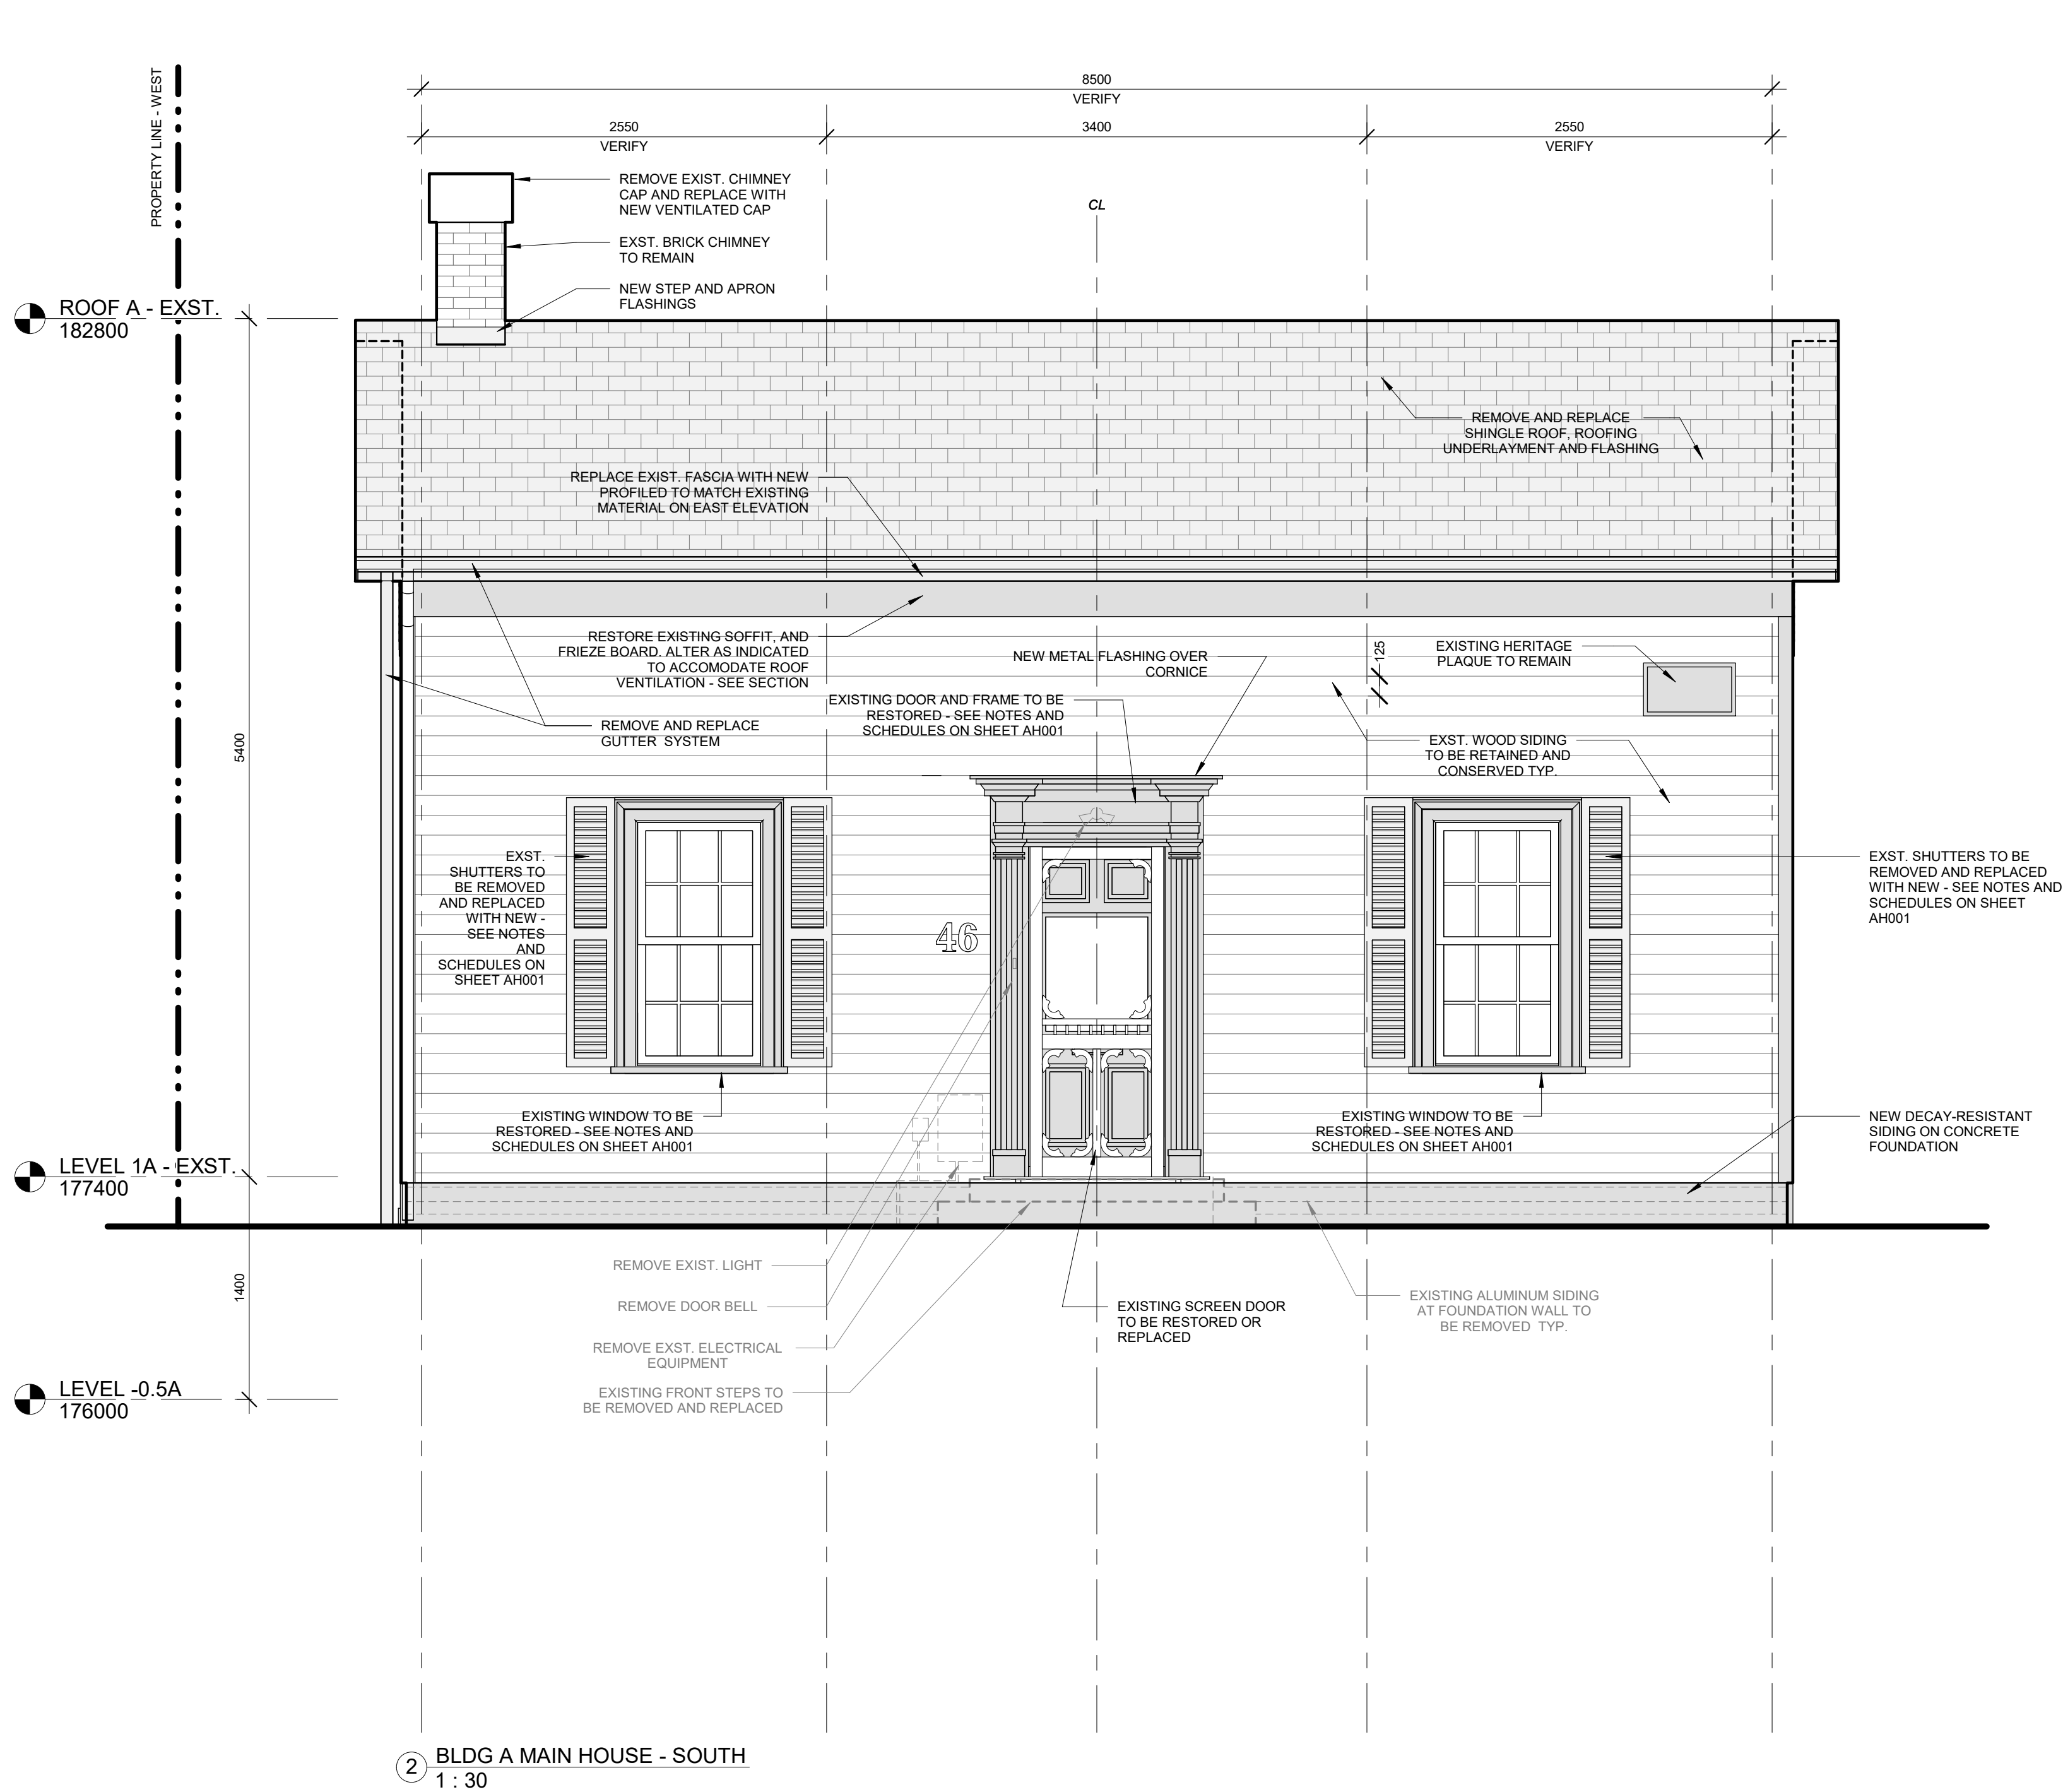 PROPERTY LINE - WEST
8500
VERIFY
2550
VERIFY
3400
2550
VERIFY
REMOVE EXIST. CHIMNEY
CAP AND REPLACE WITH
NEW VENTILATED CAP
EXST. BRICK CHIMNEY
TO REMAIN
NEW STEP AND APRON
FLASHINGS
CL
ROOF A - EXST.
182800
REMOVE AND REPLACE
SHINGLE ROOF, ROOFING
UNDERLAYMENT AND FLASHING
REPLACE EXIST. FASCIA WITH NEW
PROFILED TO MATCH EXISTING
MATERIAL ON EAST ELEVATION
RESTORE EXISTING SOFFIT, AND
FRIEZE BOARD. ALTER AS INDICATED
TO ACCOMODATE ROOF
VENTILATION - SEE SECTION
NEW METAL FLASHING OVER
CORNICE
125
EXISTING HERITAGE
PLAQUE TO REMAIN
EXISTING DOOR AND FRAME TO BE
RESTORED - SEE NOTES AND
SCHEDULES ON SHEET AH001
REMOVE AND REPLACE
GUTTER SYSTEM
EXST. WOOD SIDING
TO BE RETAINED AND
CONSERVED TYP.
5400
EXST.
SHUTTERS TO
BE REMOVED
AND REPLACED
WITH NEW -
SEE NOTES
AND
SCHEDULES ON
SHEET AH001
46
EXST. SHUTTERS TO BE
REMOVED AND REPLACED
WITH NEW - SEE NOTES AND
SCHEDULES ON SHEET
AH001
EXISTING WINDOW TO BE
RESTORED - SEE NOTES AND
SCHEDULES ON SHEET AH001
EXISTING WINDOW TO BE
RESTORED - SEE NOTES AND
SCHEDULES ON SHEET AH001
NEW DECAY-RESISTANT
SIDING ON CONCRETE
FOUNDATION
LEVEL 1A - EXST.
177400
1400
REMOVE EXIST. LIGHT
REMOVE DOOR BELL
REMOVE EXST. ELECTRICAL
EQUIPMENT
EXISTING FRONT STEPS TO
BE REMOVED AND REPLACED
EXISTING SCREEN DOOR
TO BE RESTORED OR
REPLACED
EXISTING ALUMINUM SIDING
AT FOUNDATION WALL TO
BE REMOVED TYP.
LEVEL -0.5A
176000
2
BLDG A MAIN HOUSE - SOUTH
1 : 30